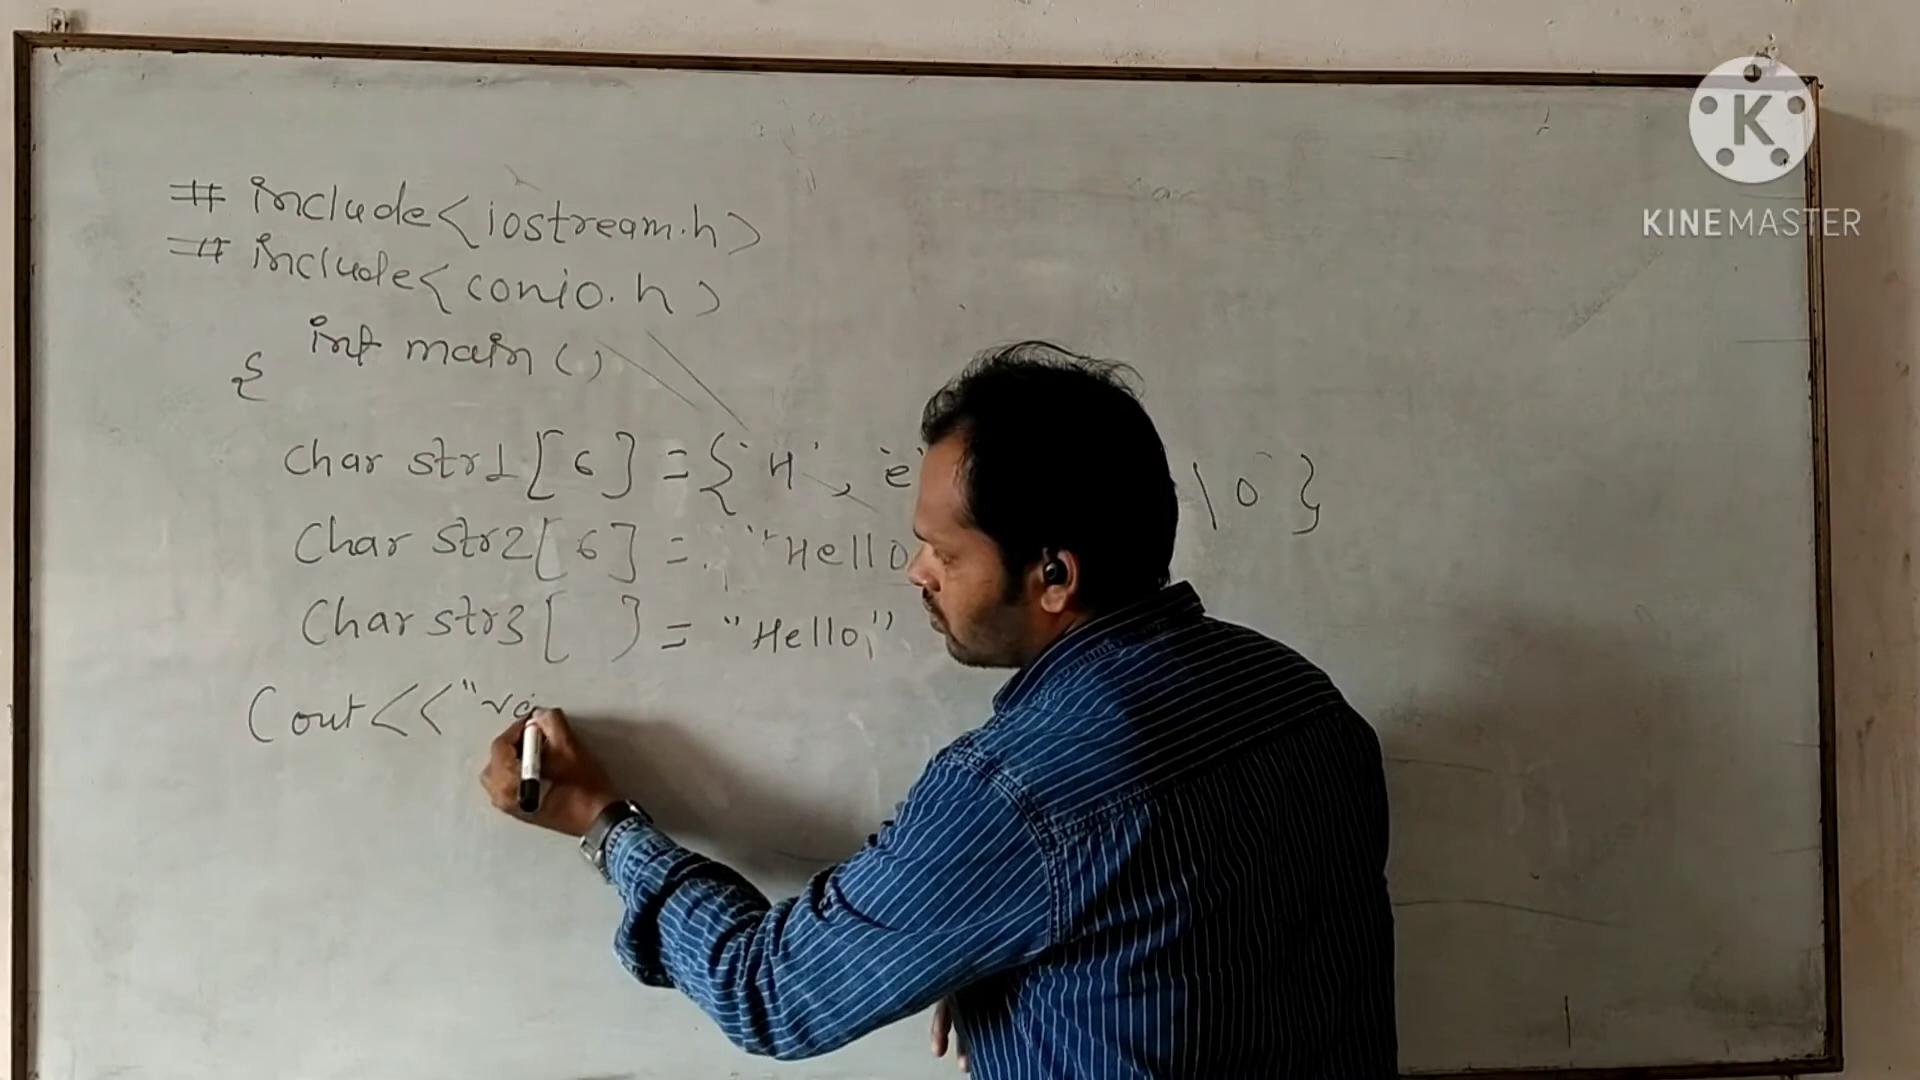 # include<iostream.h>
# include<conio.h>
int main()
{
char str1[6] = {'H', 'e' \0}
Char str2[6] = "Hello
Char str3[ ] = "Hello"
Cout<<"va
K
KINEMASTER